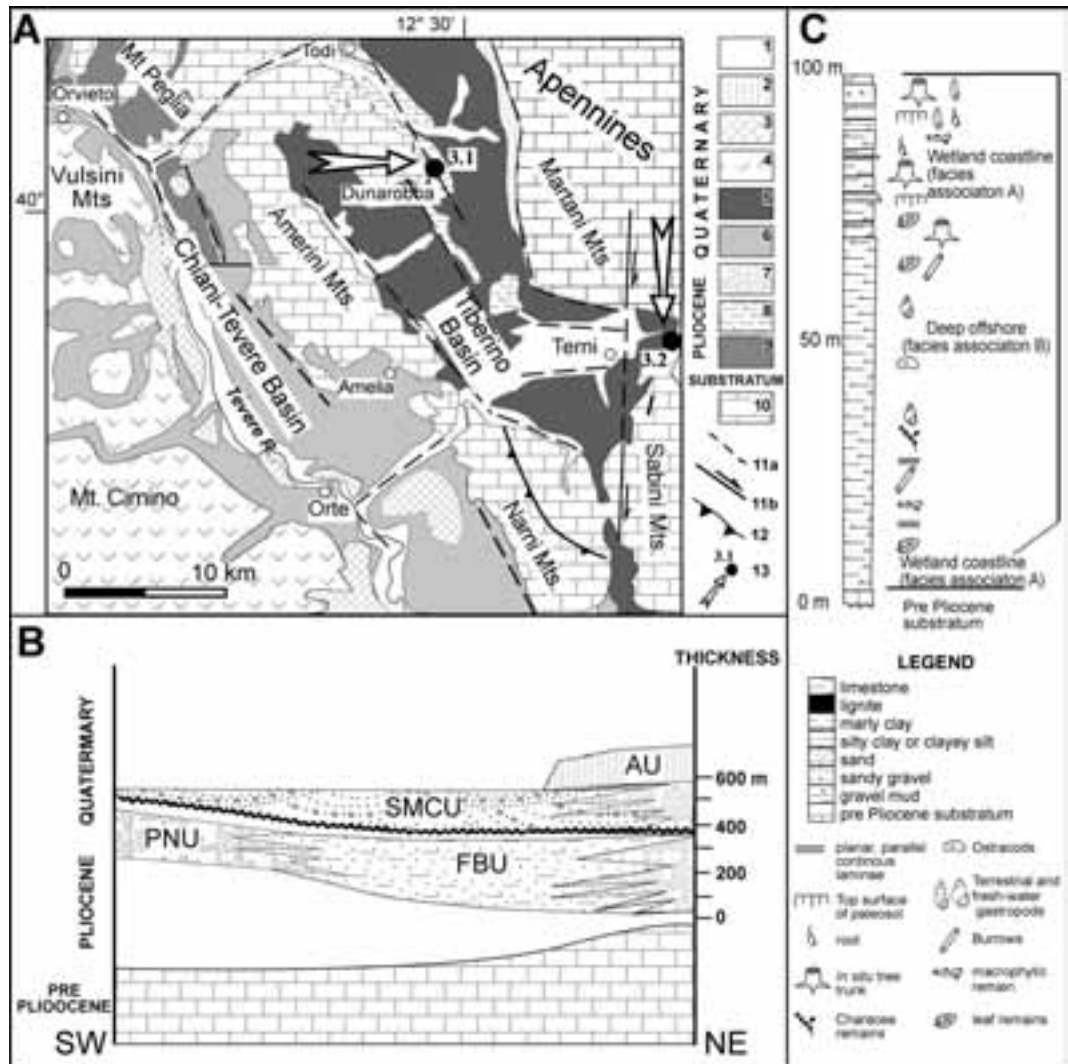 A
12° 30'
40°
Todi
Mt Peglia
Orvieto
Apennines
3.1
Dunarobba
Vulsini
Mts
Martani Mts.
Amerini Mts.
Chiani-Tevere Basin
Tiberino
Basin
Terni
3.2
Amelia
Tevere R.
Mt. Cimino
Orte
Narni Mts.
Sabini Mts.
0
10 km
QUATERNARY
PLIOCENE
1
2
3
4
5
6
7
8
SUBSTRATUM
10
11a
11b
12
3.1
13
B
THICKNESS
QUATERMARY
PLIOCENE
PRE
PLIDOCENE
AU
SMCU
PNU
FBU
600 m
400
200
0
SW
NE
C
100 m
Wetland coastline
(facies
associaton A)
50 m
Deep offshore
(facies associaton B)
Wetland coastline
(facies associaton A)
0 m
Pre Pliocene
substratum
LEGEND
limestone
lignite
marly clay
silty clay or clayey silt
sand
sandy gravel
gravel mud
pre Pliocene substratum
planar, parallel
continous
laminae
Ostracods
Top surface
of paleosol
Terrestrial and
fresh-water
gastropods
root
Burrows
In situ tree
trunk
macrophytic
remain
Characee
remains
leaf remains